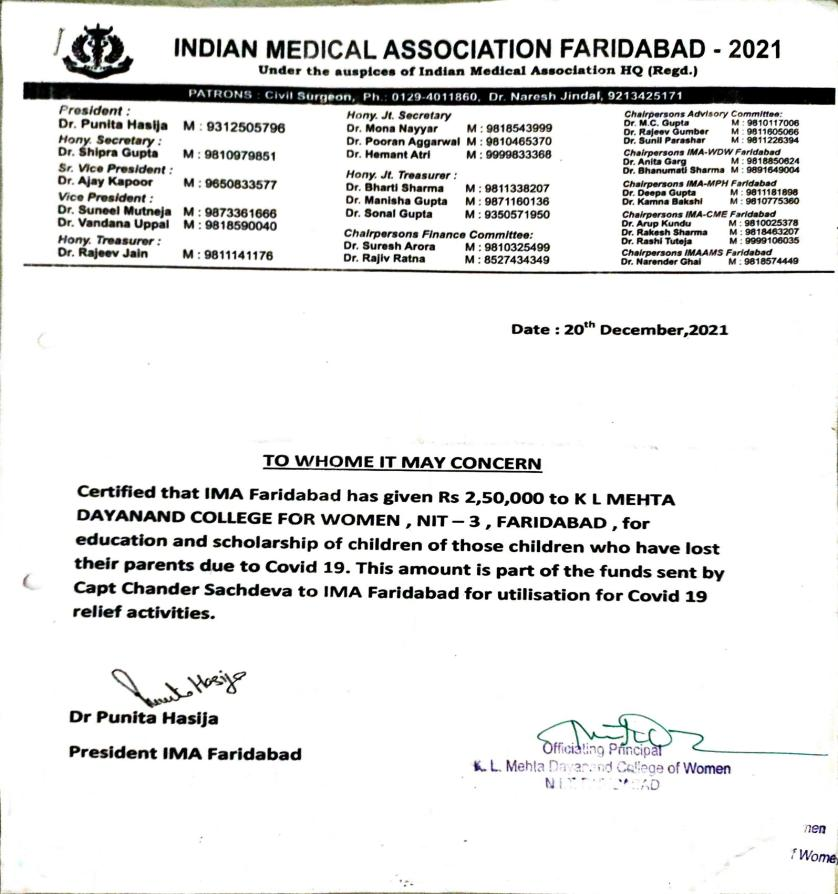 INDIAN MEDICAL ASSOCIATION FARIDABAD - 2021
Under the auspices of Indian Medical Association HQ (Regd.)
PATRONS : Civil Surgeon, Ph.: 0129-4011860, Dr. Naresh Jindal, 9213425171
President :
Dr. Punita Hasija M : 9312505796
Hony. Secretary :
Dr. Shipra Gupta M : 9810979851
Sr. Vice President :
Dr. Ajay Kapoor M : 9650833577
Vice President :
Dr. Suneel Mutneja M : 9873361666
Dr. Vandana Uppal M : 9818590040
Hony. Treasurer :
Dr. Rajeev Jain M : 9811141176
Hony. Jt. Secretary
Dr. Mona Nayyar M : 9818543999
Dr. Pooran Aggarwal M : 9810465370
Dr. Hemant Atri M : 9999833368
Hony. Jt. Treasurer :
Dr. Bharti Sharma M : 9811338207
Dr. Manisha Gupta M : 9871160136
Dr. Sonal Gupta M : 9350571950
Chairpersons Finance Committee:
Dr. Suresh Arora M : 9810325499
Dr. Rajiv Ratna M : 8527434349
Chairpersons Advisory Committee:
Dr. M.C. Gupta M : 9810117006
Dr. Rajeev Gumber M : 9811605066
Dr. Sunil Parashar M : 9811226394
Chairpersons IMA-WDW Faridabad
Dr. Anita Garg M : 9818850624
Dr. Bhanumati Sharma M : 9891649004
Chairpersons IMA-MPH Faridabad
Dr. Deepa Gupta M : 9811181898
Dr. Kamna Bakshi M : 9810775360
Chairpersons IMA-CME Faridabad
Dr. Arup Kundu M : 9810025378
Dr. Rakesh Sharma M : 9818463207
Dr. Rashi Tuteja M : 9999106035
Chairpersons IMAAMS Faridabad
Dr. Narender Ghai M : 9818574449
Date : 20th December,2021
TO WHOME IT MAY CONCERN
Certified that IMA Faridabad has given Rs 2,50,000 to K L MEHTA
DAYANAND COLLEGE FOR WOMEN , NIT – 3 , FARIDABAD , for
education and scholarship of children of those children who have lost
their parents due to Covid 19. This amount is part of the funds sent by
Capt Chander Sachdeva to IMA Faridabad for utilisation for Covid 19
relief activities.
Punita Hasija
Dr Punita Hasija
President IMA Faridabad
Officiating Principal
K. L. Mehta Dayanand College of Women
men
f Wome